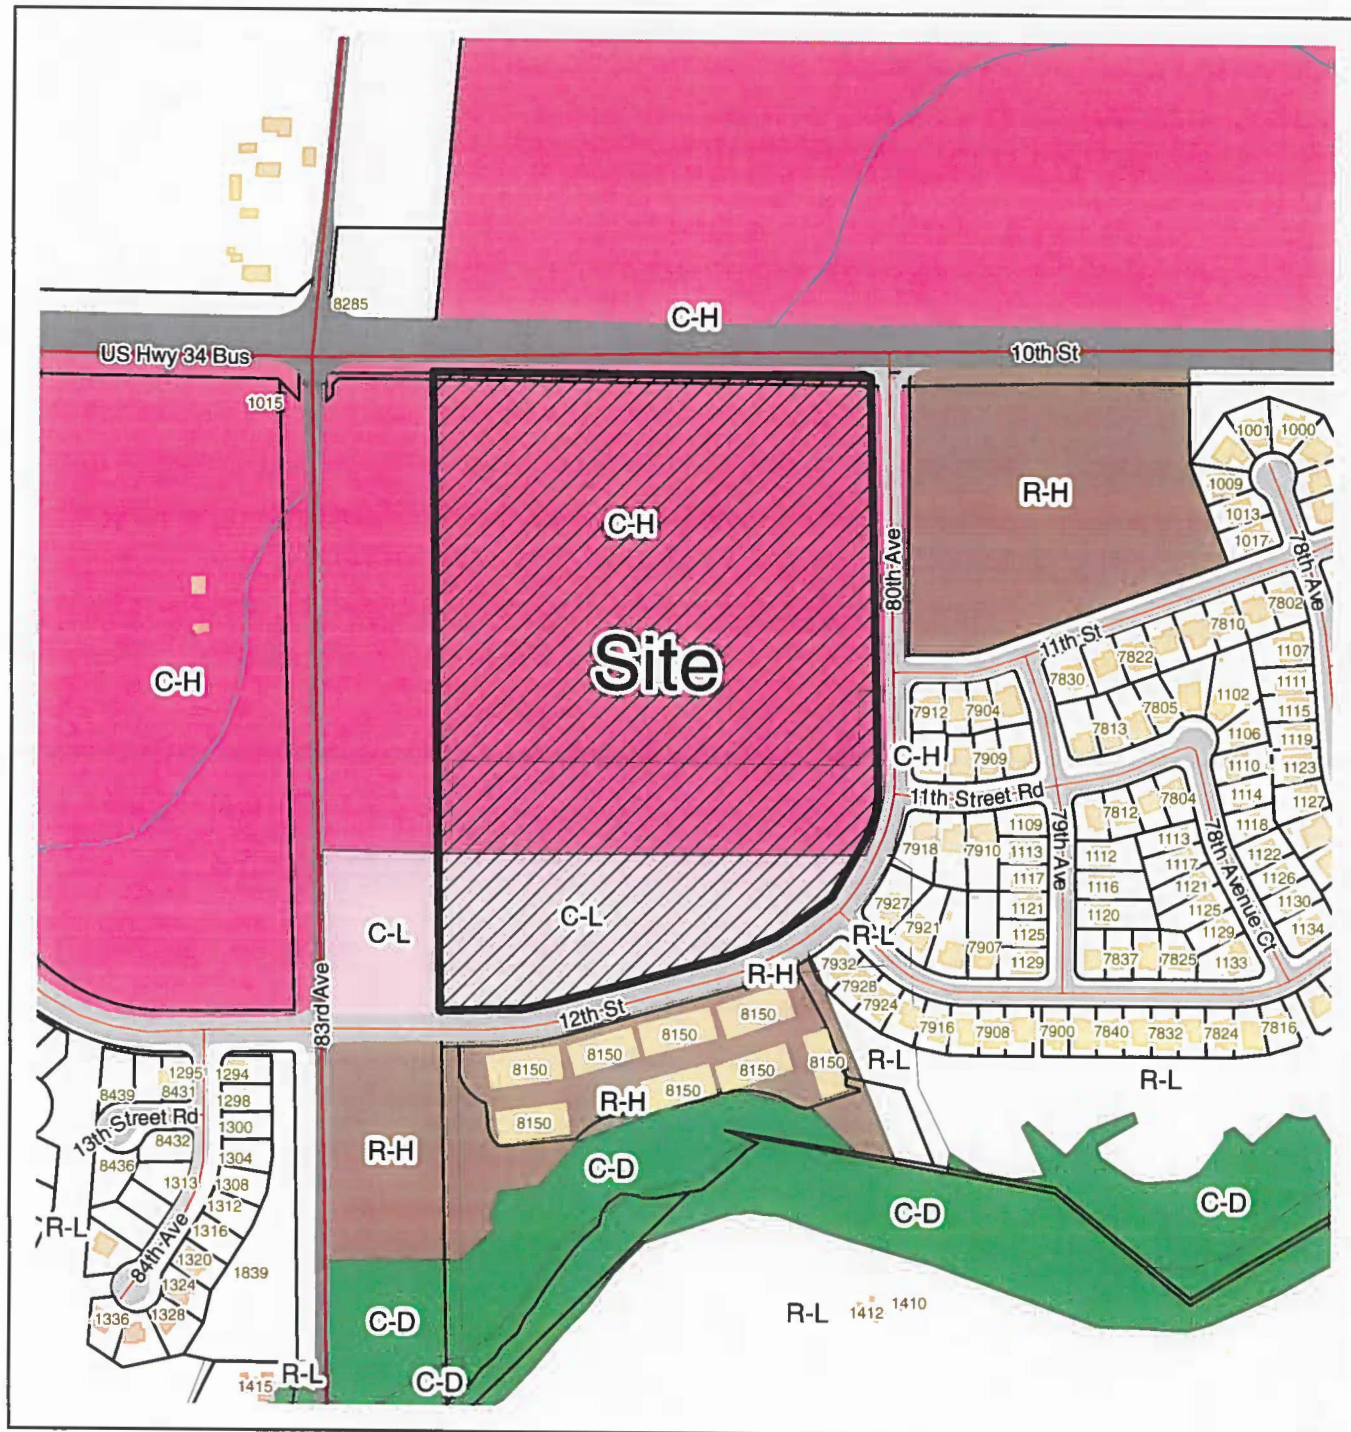 8285
C-H
US Hwy 34 Bus
10th St
1015
1001
1000
R-H
1009
C-H
1013
1017
78th Ave
80th Ave
7802
7810
11th St
7822
1107
Site
7830
C-H
1111
1102
7805
7912
7904
1115
7813
1106
1119
C-H
7909
1110
1123
11th Street Rd
1114
7804
1127
7812
1109
1118
79th Ave
78th Avenue Ct
7918
7910
1113
1113
1112
1122
1117
1117
1126
1116
1121
7927
C-L
1121
1130
1125
1120
C-L
7921
1125
1129
1134
R-L
7907
7932
1129
7837
7825
1133
R-H
83rd Ave
7928
7924
12th St
8150
7916
7908
7900
7840
7832
7824
7816
8150
8150
8150
8150
8150
R-L
1295
1294
R-L
8439
8431
8150
1298
R-H
13th Street Rd
1300
8150
8432
R-H
1304
8436
C-D
1313
1308
1312
C-D
C-D
R-L
1316
84th Ave
1320
1839
1324
R-L
1412
1410
1336
1328
C-D
R-L
C-D
1415